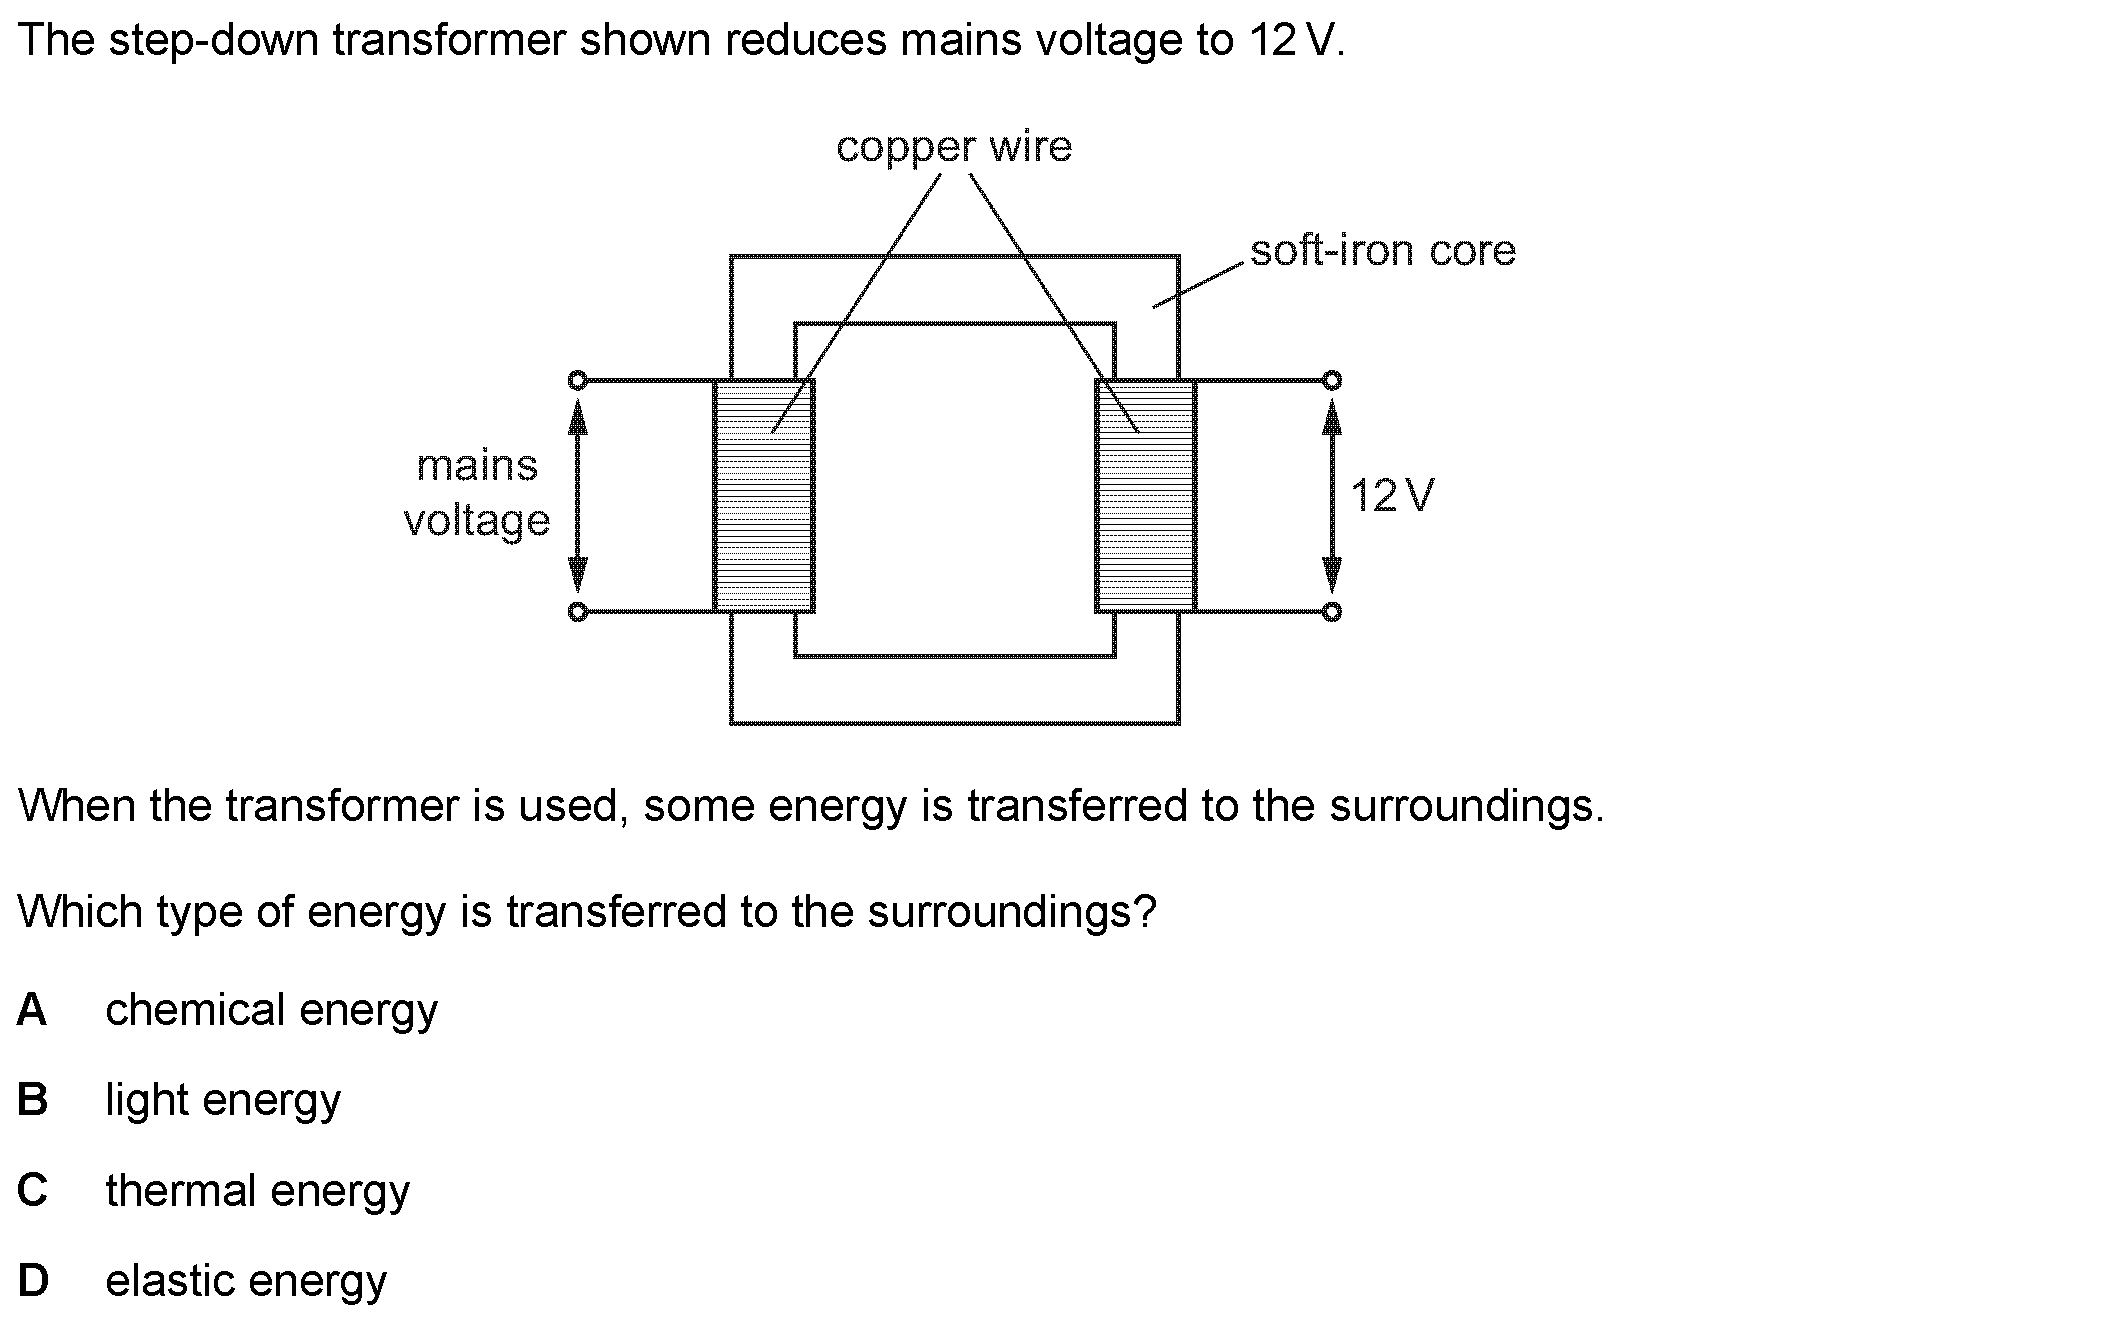 The step-down transformer shown reduces mains voltage to 12 V.
copper wire
soft-iron core
mains
voltage
12 V
When the transformer is used, some energy is transferred to the surroundings.
Which type of energy is transferred to the surroundings?
A chemical energy
B light energy
C thermal energy
D elastic energy